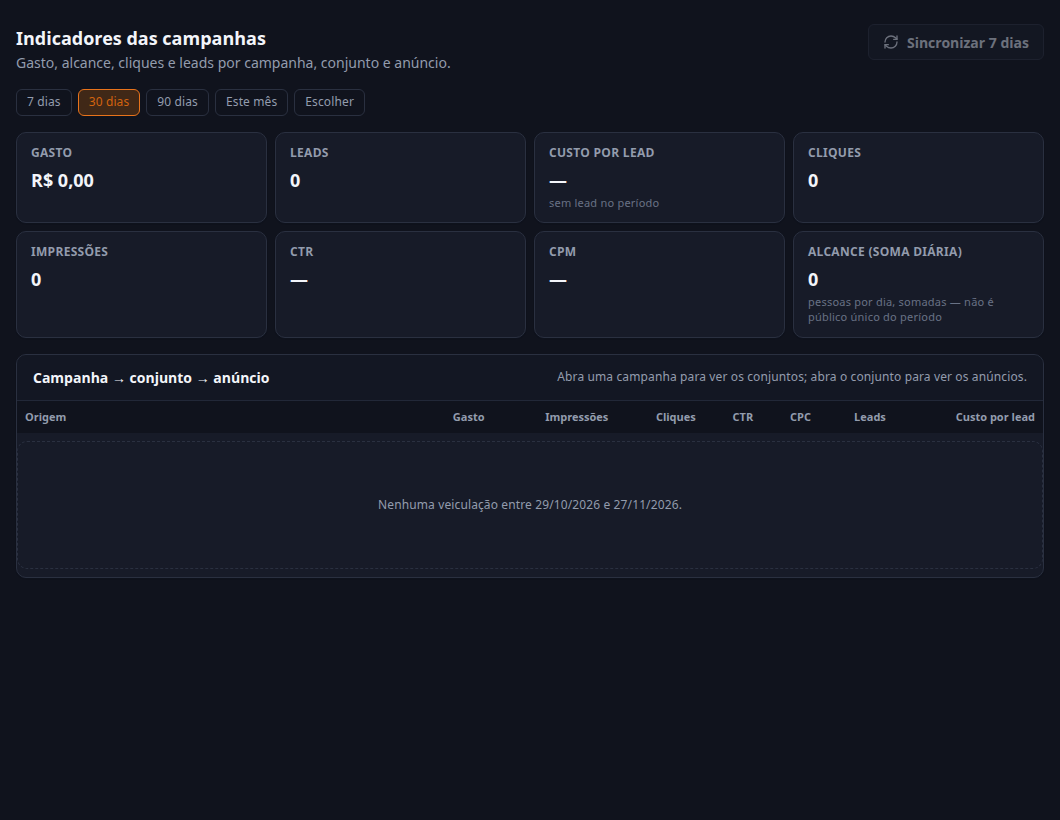 Indicadores das campanhas
Gasto, alcance, cliques e leads por campanha, conjunto e anúncio.
Sincronizar 7 dias
7 dias
30 dias
90 dias
Este mês
Escolher
GASTO
R$ 0,00
LEADS
0
CUSTO POR LEAD
—
sem lead no período
CLIQUES
0
IMPRESSÕES
0
CTR
—
CPM
—
ALCANCE (SOMA DIÁRIA)
0
pessoas por dia, somadas — não é
público único do período
Campanha → conjunto → anúncio
Abra uma campanha para ver os conjuntos; abra o conjunto para ver os anúncios.
Origem Gasto Impressões Cliques CTR CPC Leads Custo por lead
Nenhuma veiculação entre 29/10/2026 e 27/11/2026.